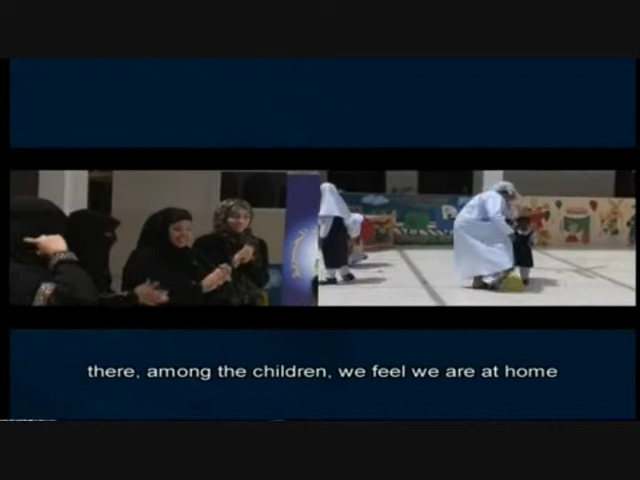 there, among the children, we feel we are at home